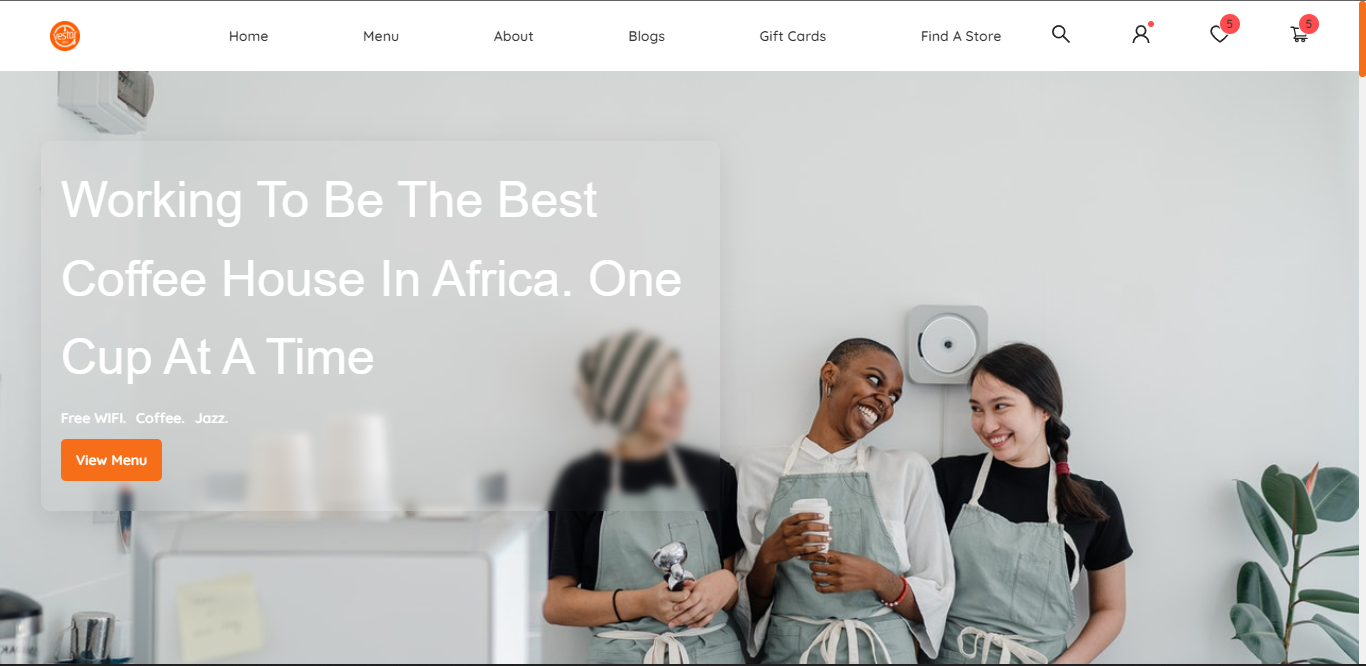 Home
Menu
About
Blogs
Gift Cards
Find A Store
5
5
Working To Be The Best
Coffee House In Africa. One
Cup At A Time
Free WIFI. Coffee. Jazz.
View Menu